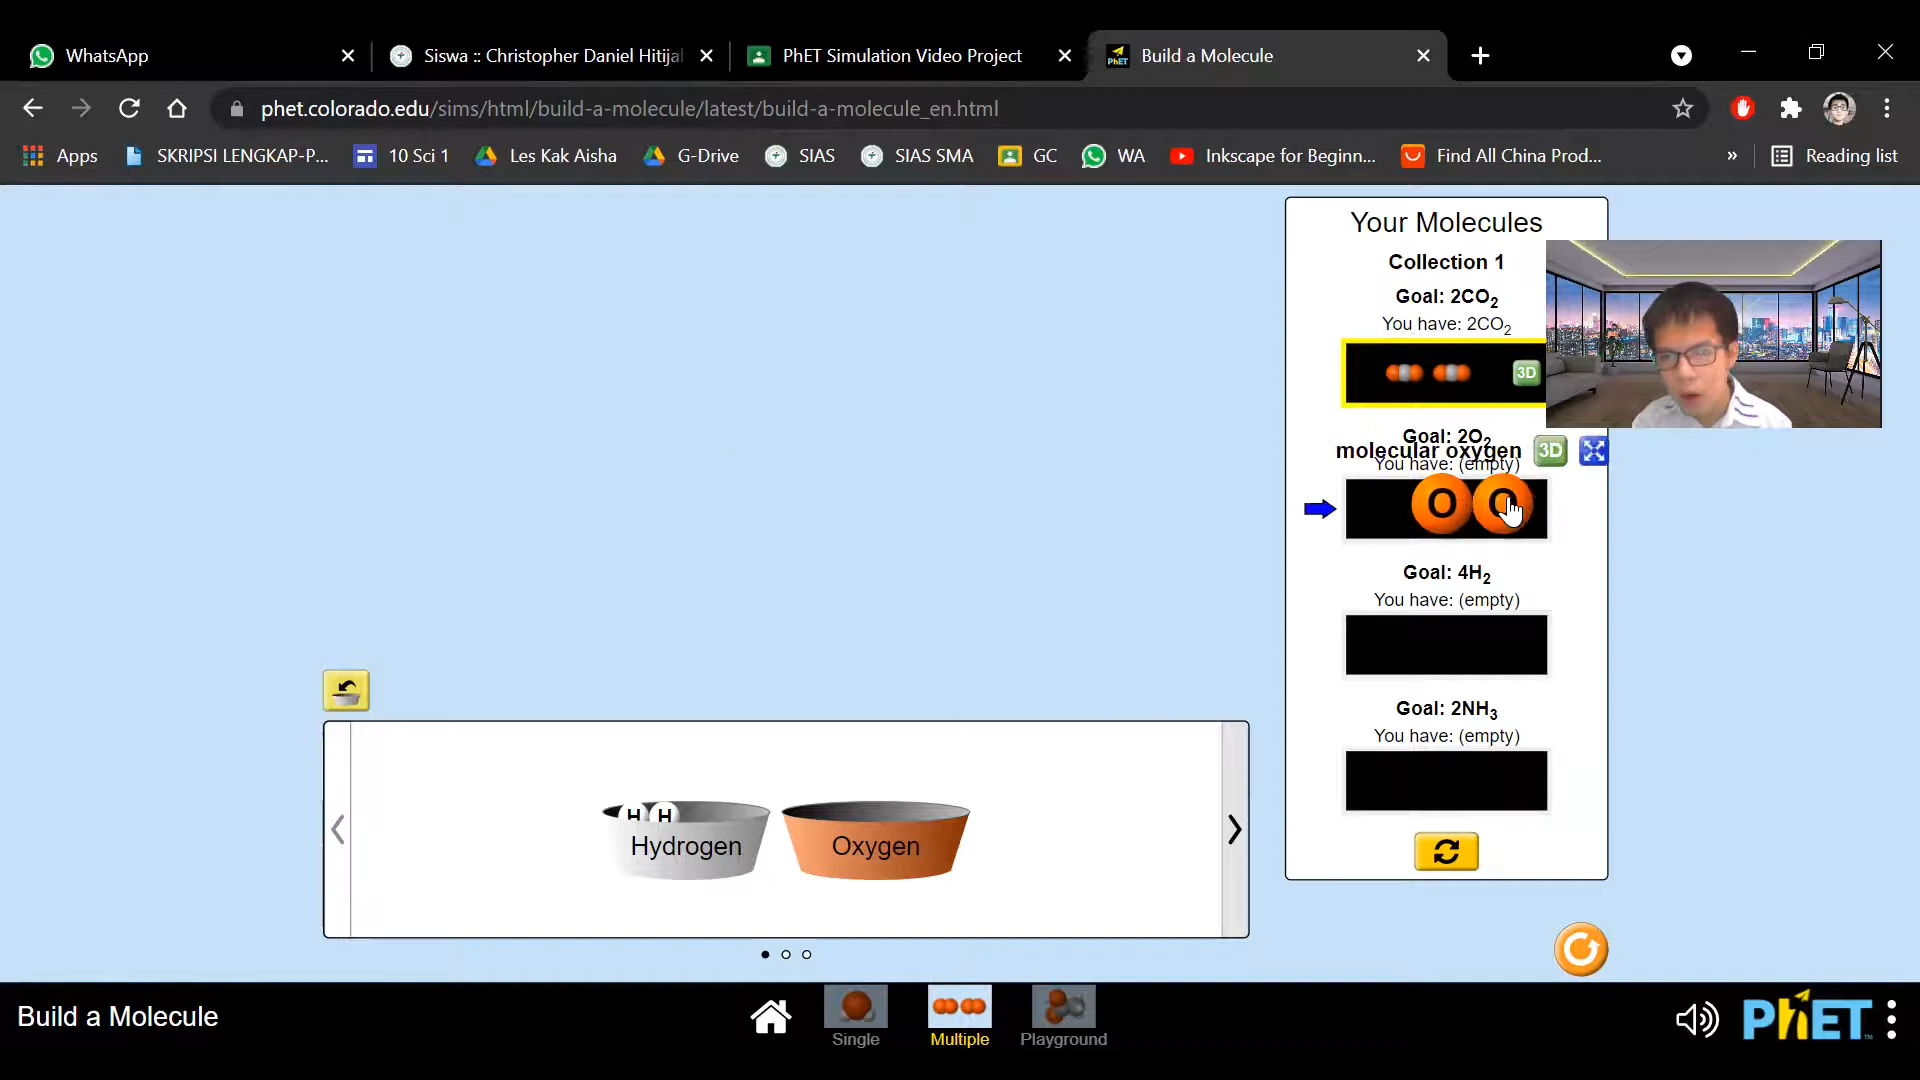 WhatsApp
Siswa :: Christopher Daniel Hitijal
PhET Simulation Video Project
PhET
Build a Molecule
phet.colorado.edu/sims/html/build-a-molecule/latest/build-a-molecule_en.html
Apps
SKRIPSI LENGKAP-P...
10 Sci 1
Les Kak Aisha
G-Drive
SIAS
SIAS SMA
GC
WA
Inkscape for Beginn...
Find All China Prod...
»
Reading list
Your Molecules
Collection 1
Goal: 2CO₂
You have: 2CO₂
3D
Goal: 2O₂
molecular oxygen
3D
You have: (empty)
O O
Goal: 4H₂
You have: (empty)
Goal: 2NH₃
You have: (empty)
H H
Hydrogen
Oxygen
Build a Molecule
Single
Multiple
Playground
PhET